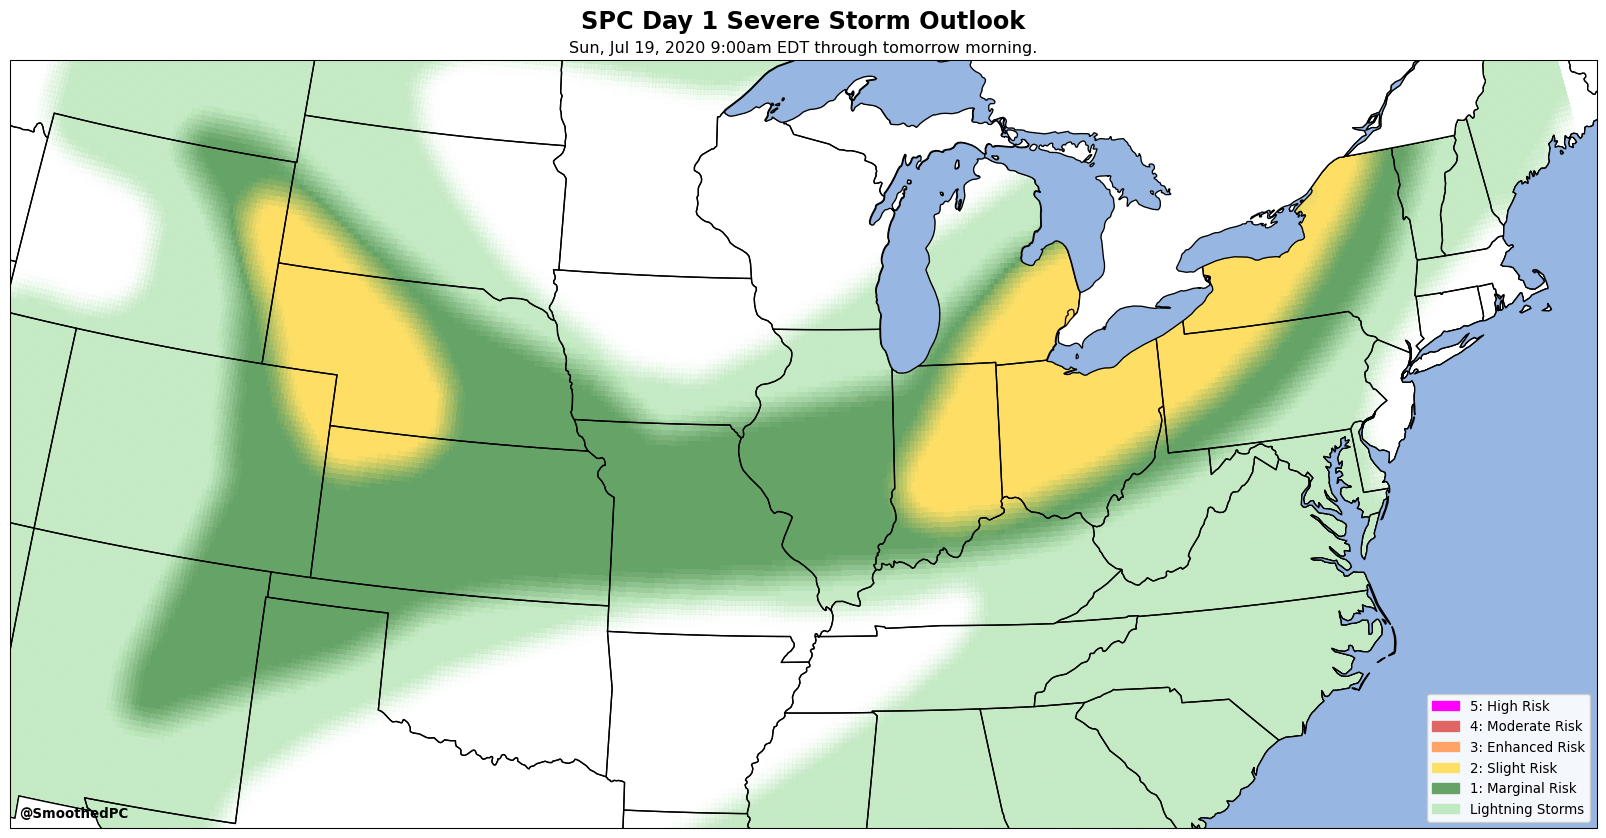 SPC Day 1 Severe Storm Outlook
Sun, Jul 19, 2020 9:00am EDT through tomorrow morning.
5: High Risk
4: Moderate Risk
3: Enhanced Risk
2: Slight Risk
1: Marginal Risk
Lightning Storms
@SmoothedPC